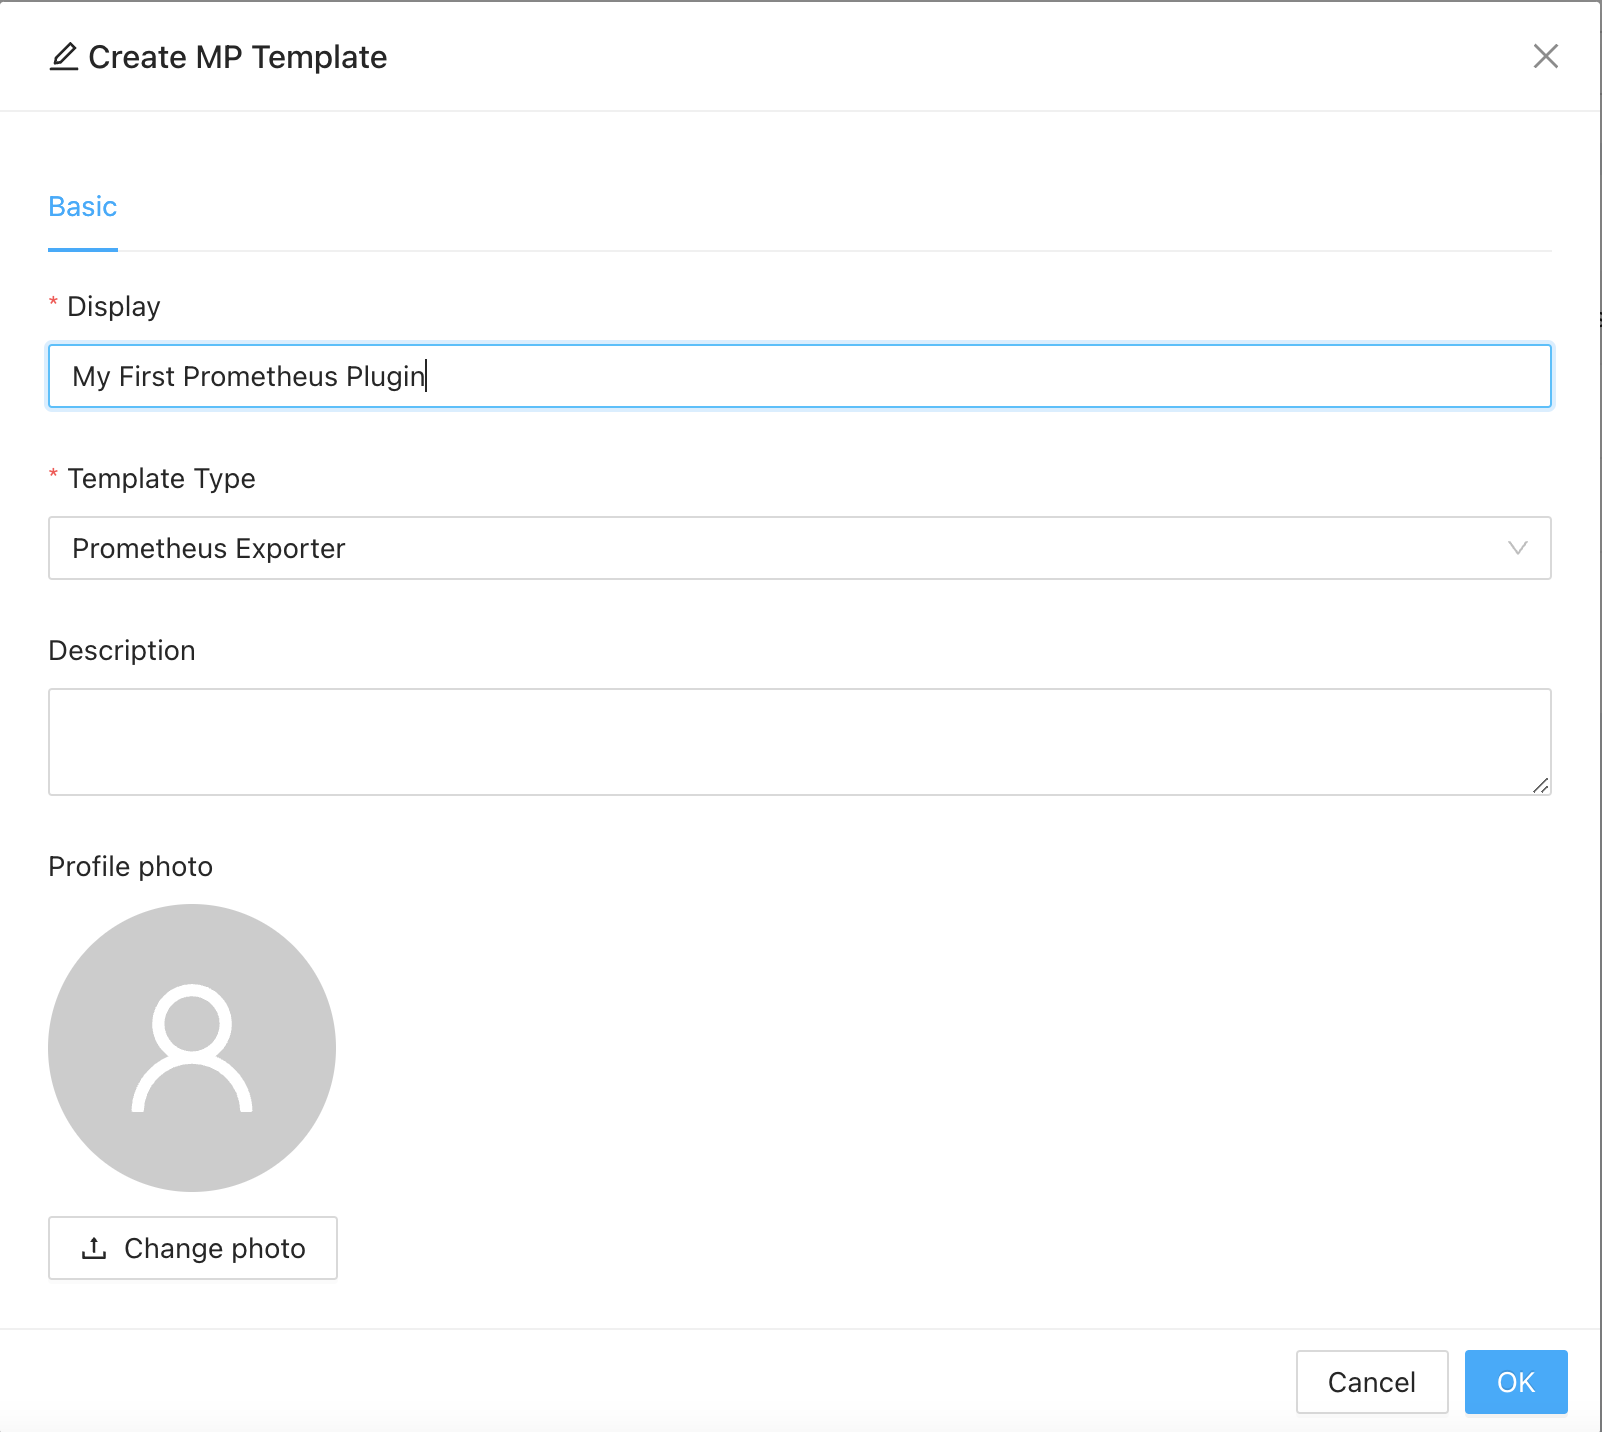 Create MP Template
Basic
* Display
My First Prometheus Plugin
* Template Type
Prometheus Exporter
Description
Profile photo
Change photo
Cancel
OK